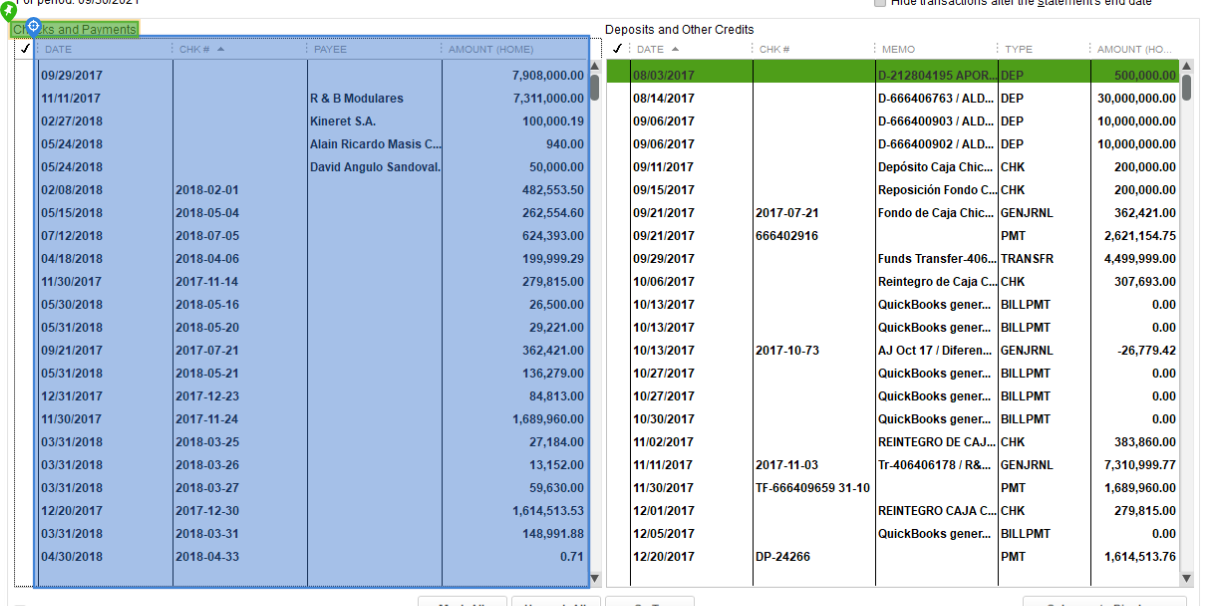 For period: 09/30/2021
Hide transactions after the statement's end date
Checks and Payments
✓ DATE CHK # ▲ PAYEE AMOUNT (HOME)
09/29/2017 7,908,000.00
11/11/2017 R & B Modulares 7,311,000.00
02/27/2018 Kineret S.A. 100,000.19
05/24/2018 Alain Ricardo Masis C... 940.00
05/24/2018 David Angulo Sandoval. 50,000.00
02/08/2018 2018-02-01 482,553.50
05/15/2018 2018-05-04 262,554.60
07/12/2018 2018-07-05 624,393.00
04/18/2018 2018-04-06 199,999.29
11/30/2017 2017-11-14 279,815.00
05/30/2018 2018-05-16 26,500.00
05/31/2018 2018-05-20 29,221.00
09/21/2017 2017-07-21 362,421.00
05/31/2018 2018-05-21 136,279.00
12/31/2017 2017-12-23 84,813.00
11/30/2017 2017-11-24 1,689,960.00
03/31/2018 2018-03-25 27,184.00
03/31/2018 2018-03-26 13,152.00
03/31/2018 2018-03-27 59,630.00
12/20/2017 2017-12-30 1,614,513.53
03/31/2018 2018-03-31 148,991.88
04/30/2018 2018-04-33 0.71
Deposits and Other Credits
✓ DATE ▲ CHK # MEMO TYPE AMOUNT (HO...
08/03/2017 D-212804195 APOR... DEP 500,000.00
08/14/2017 D-666406763 / ALD... DEP 30,000,000.00
09/06/2017 D-666400903 / ALD... DEP 10,000,000.00
09/06/2017 D-666400902 / ALD... DEP 10,000,000.00
09/11/2017 Depósito Caja Chic... CHK 200,000.00
09/15/2017 Reposición Fondo C... CHK 200,000.00
09/21/2017 2017-07-21 Fondo de Caja Chic... GENJRNL 362,421.00
09/21/2017 666402916 PMT 2,621,154.75
09/29/2017 Funds Transfer-406... TRANSFR 4,499,999.00
10/06/2017 Reintegro de Caja C... CHK 307,693.00
10/13/2017 QuickBooks gener... BILLPMT 0.00
10/13/2017 QuickBooks gener... BILLPMT 0.00
10/13/2017 2017-10-73 AJ Oct 17 / Diferen... GENJRNL -26,779.42
10/27/2017 QuickBooks gener... BILLPMT 0.00
10/27/2017 QuickBooks gener... BILLPMT 0.00
10/30/2017 QuickBooks gener... BILLPMT 0.00
11/02/2017 REINTEGRO DE CAJ... CHK 383,860.00
11/11/2017 2017-11-03 Tr-406406178 / R&... GENJRNL 7,310,999.77
11/30/2017 TF-666409659 31-10 PMT 1,689,960.00
12/01/2017 REINTEGRO CAJA C... CHK 279,815.00
12/05/2017 QuickBooks gener... BILLPMT 0.00
12/20/2017 DP-24266 PMT 1,614,513.76